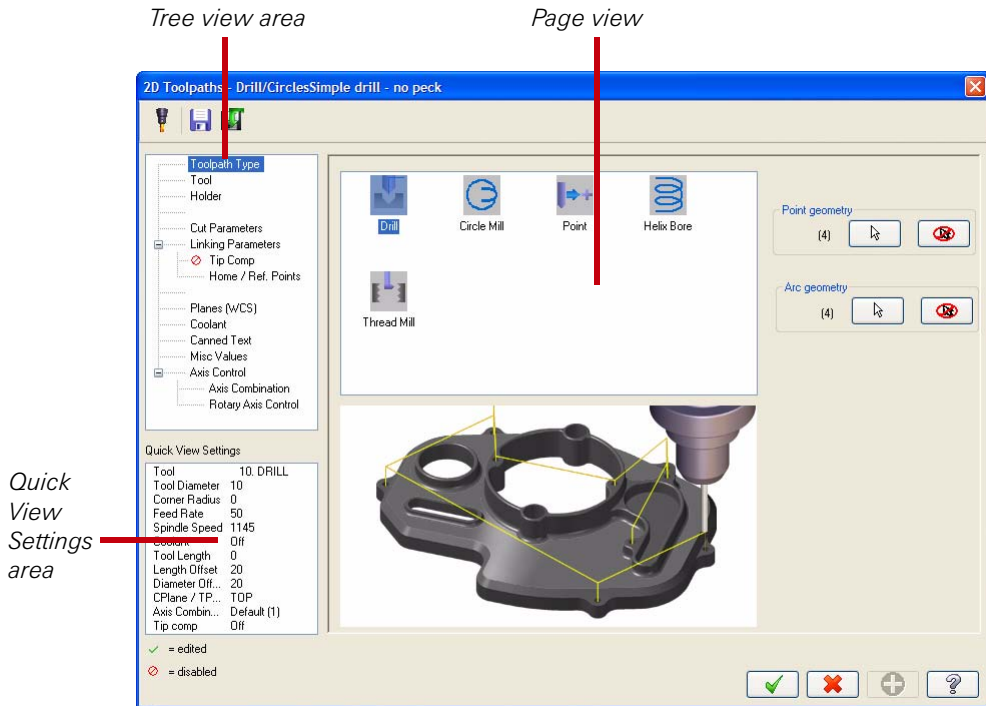 Tree view area
Page view
2D Toolpaths - Drill/CirclesSimple drill - no peck
Toolpath Type
Tool
Holder
Cut Parameters
Linking Parameters
Tip Comp
Home / Ref. Points
Planes (WCS)
Coolant
Canned Text
Misc Values
Axis Control
Axis Combination
Rotary Axis Control
Drill
Circle Mill
Point
Helix Bore
Thread Mill
Point geometry
(4)
Arc geometry
(4)
Quick View Settings
Tool 10. DRILL
Tool Diameter 10
Corner Radius 0
Feed Rate 50
Spindle Speed 1145
Coolant Off
Tool Length 0
Length Offset 20
Diameter Off... 20
CPlane / TP... TOP
Axis Combin... Default (1)
Tip comp Off
Quick
View
Settings
area
= edited
= disabled